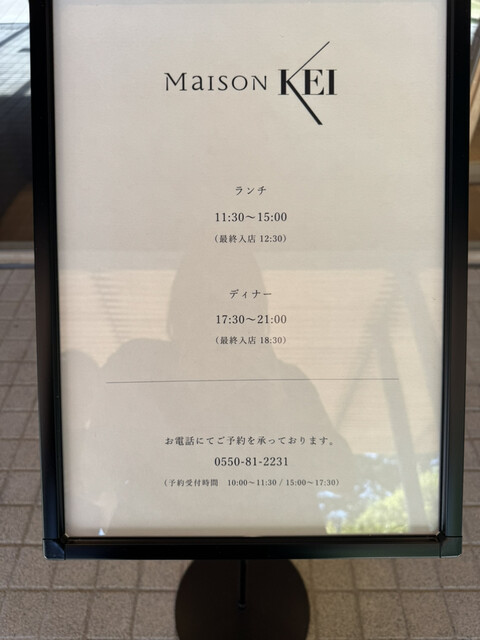 MAISON KEI
ランチ
11:30〜15:00
（最終入店 12:30）
ディナー
17:30〜21:00
（最終入店 18:30）
お電話にてご予約を承っております。
0550-81-2231
（予約受付時間　10:00〜11:30 / 15:00〜17:30）